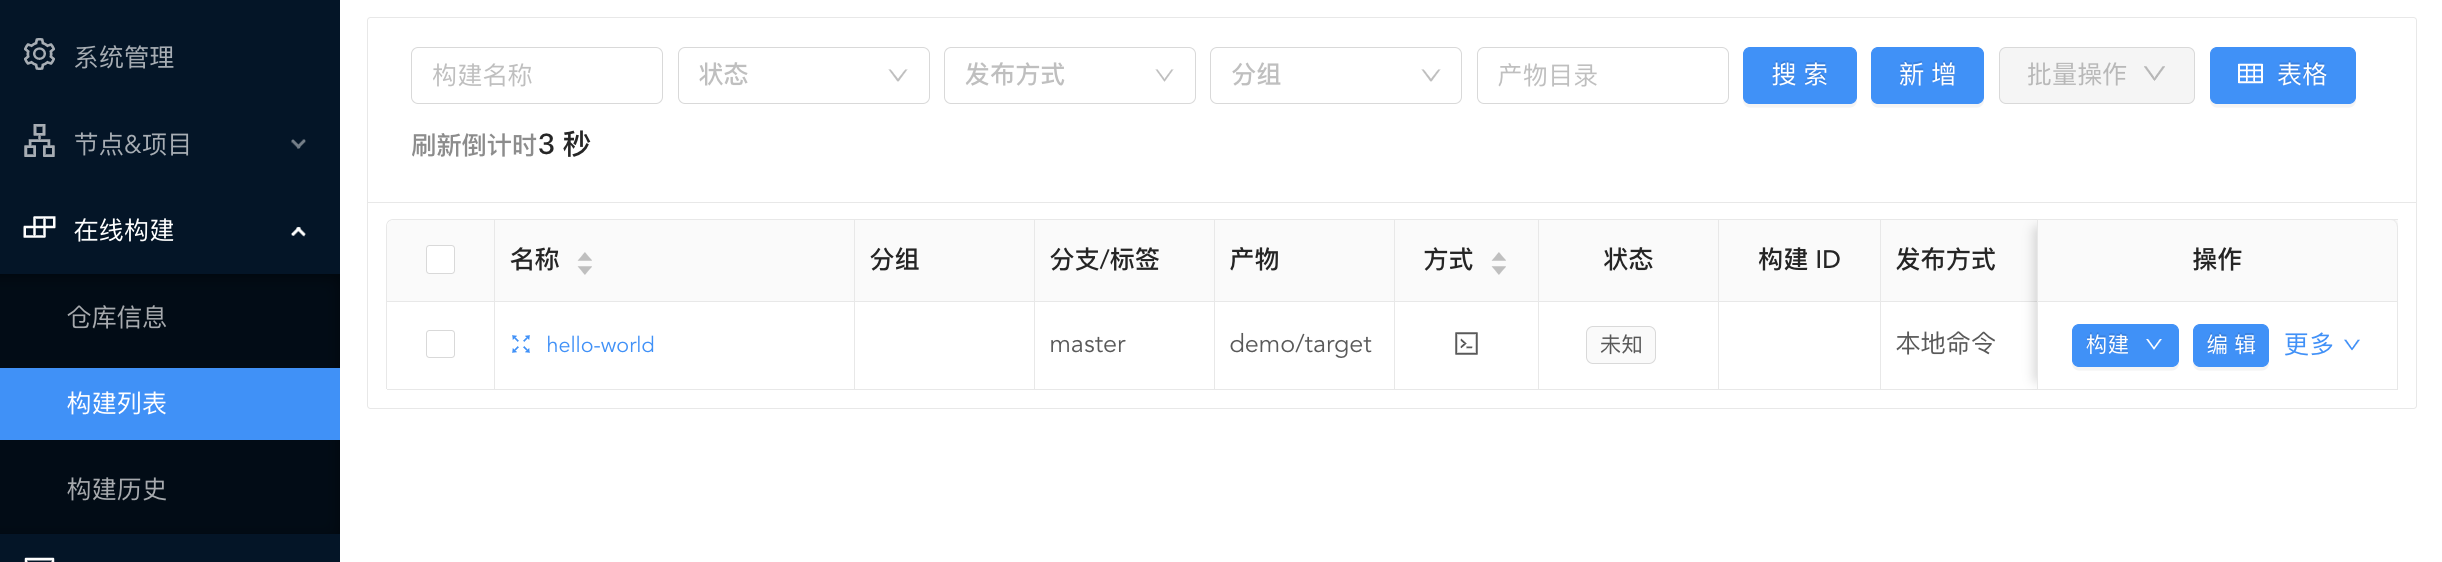 系统管理
节点&项目
在线构建
仓库信息
构建列表
构建历史
构建名称 状态 发布方式 分组 产物目录 搜 索 新 增 批量操作 表格
刷新倒计时3 秒
名称 分组 分支/标签 产物 方式 状态 构建 ID 发布方式 操作
hello-world master demo/target 未知 本地命令 构建 编 辑 更多